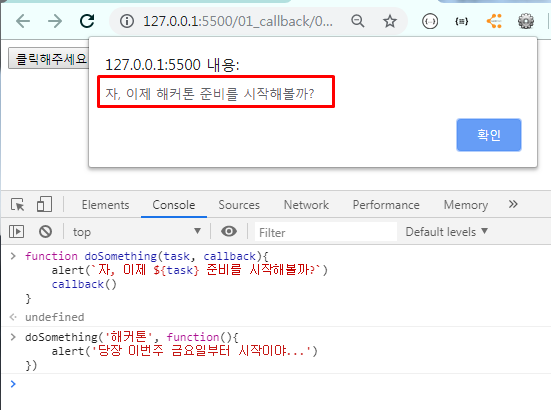 127.0.0.1:5500/01_callback/0...
클릭해주세요
127.0.0.1:5500 내용:
자, 이제 해커톤 준비를 시작해볼까?
확인
Elements Console Sources Network Performance Memory »
top ▼ Filter Default levels ▼
> function doSomething(task, callback){
alert(`자, 이제 ${task} 준비를 시작해볼까?`)
callback()
}
< undefined
> doSomething('해커톤', function(){
alert('당장 이번주 금요일부터 시작이야...')
})
>